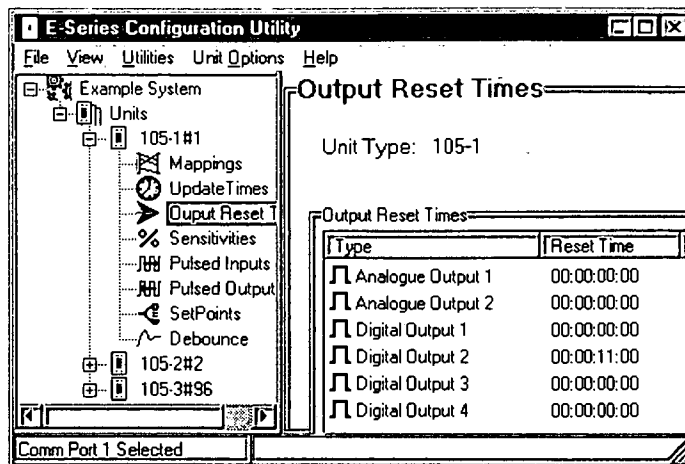 E-Series Configuration Utility
File View Utilities Unit Options Help
Example System
Units
105-1#1
Mappings
UpdateTimes
Ouput Reset T
Sensitivities
Pulsed Inputs
Pulsed Output
SetPoints
Debounce
105-2#2
105-3#96
Output Reset Times
Unit Type: 105-1
Output Reset Times
Type Reset Time
Analogue Output 1 00:00:00:00
Analogue Output 2 00:00:00:00
Digital Output 1 00:00:00:00
Digital Output 2 00:00:11:00
Digital Output 3 00:00:00:00
Digital Output 4 00:00:00:00
Comm Port 1 Selected